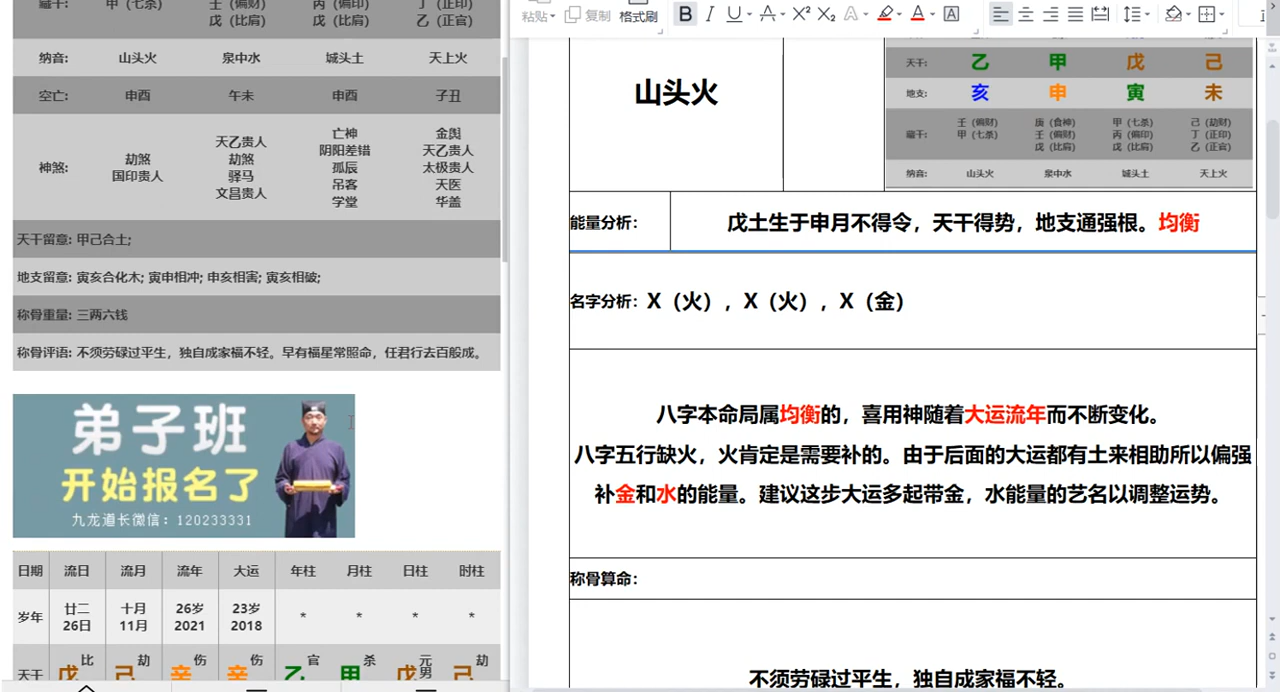 藏干:
甲（七杀）
壬（偏财）
戊（比肩）
丙（偏印）
戊（比肩）
丁（正印）
乙（正官）
纳音: 山头火 泉中水 城头土 天上火
空亡: 申酉 午未 申酉 子丑
神煞:
劫煞
国印贵人
天乙贵人
劫煞
驿马
文昌贵人
亡神
阴阳差错
孤辰
吊客
学堂
金舆
天乙贵人
太极贵人
天医
华盖
天干留意: 甲己合土;
地支留意: 寅亥合化木; 寅申相冲; 申亥相害; 寅亥相破;
称骨重量: 三两六钱
称骨评语: 不须劳碌过平生，独自成家福不轻。早有福星常照命，任君行去百般成。
弟子班
开始报名了
九龙道长微信：120233331
日期 流日 流月 流年 大运 年柱 月柱 日柱 时柱
岁年
廿二
26日
十月
11月
26岁
2021
23岁
2018
* * * *
天干 戊 比 己 劫 辛 伤 辛 伤 乙 官 甲 杀 戊 元男 己 劫
粘贴 复制 格式刷 B I U A X² X₂ A A A
山头火
天干: 乙 甲 戊 己
地支: 亥 申 寅 未
藏干:
壬（偏财）
甲（七杀）
庚（食神）
壬（偏财）
戊（比肩）
甲（七杀）
丙（偏印）
戊（比肩）
己（劫财）
丁（正印）
乙（正官）
纳音: 山头火 泉中水 城头土 天上火
能量分析： 戊土生于申月不得令，天干得势，地支通强根。均衡
名字分析：X（火），X（火），X（金）
八字本命局属均衡的，喜用神随着大运流年而不断变化。
八字五行缺火，火肯定是需要补的。由于后面的大运都有土来相助所以偏强
补金和水的能量。建议这步大运多起带金，水能量的艺名以调整运势。
称骨算命：
不须劳碌过平生，独自成家福不轻。